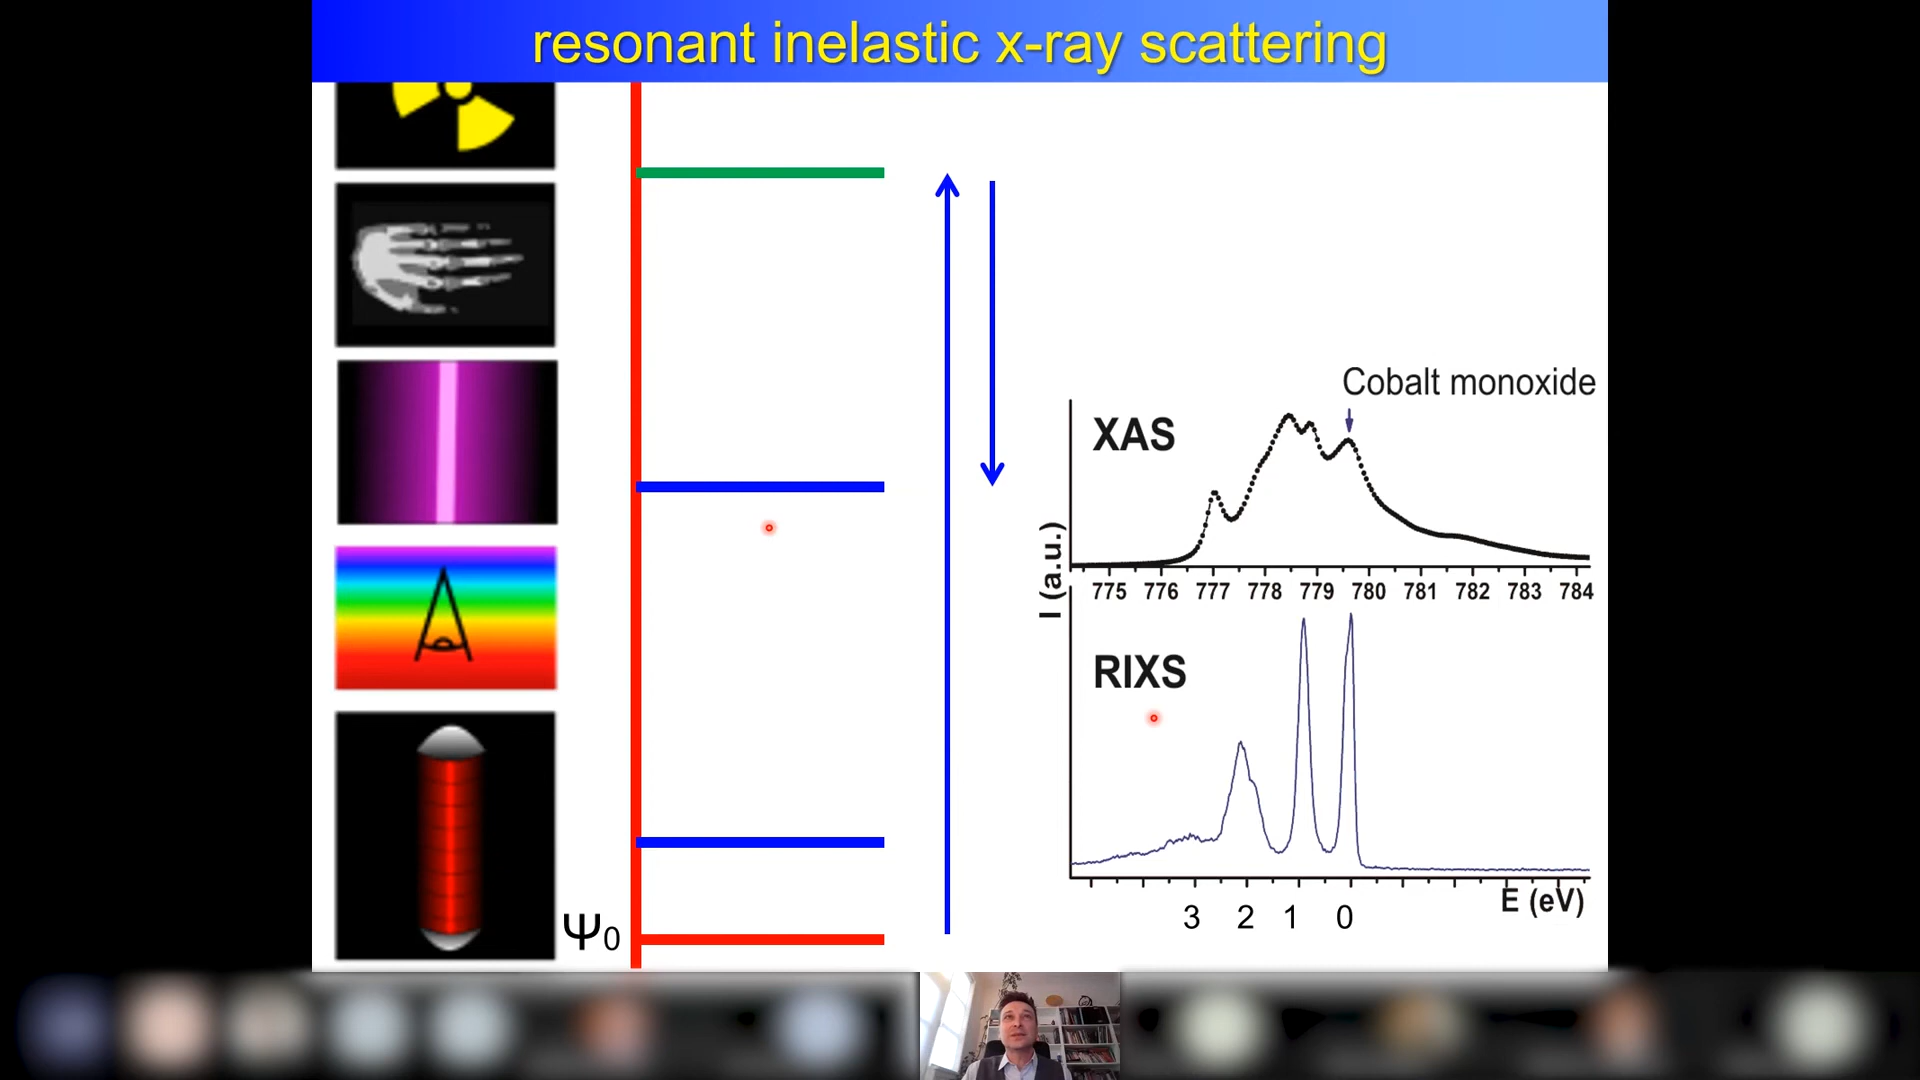 resonant inelastic x-ray scattering
Cobalt monoxide
XAS
I (a.u.)
775 776 777 778 779 780 781 782 783 784
RIXS
E (eV)
3 2 1 0
Ψ₀